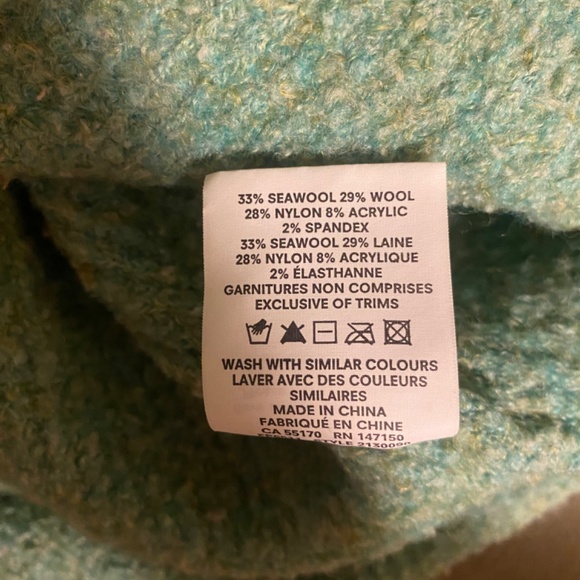 33% SEAWOOL 29% WOOL
28% NYLON 8% ACRYLIC
2% SPANDEX
33% SEAWOOL 29% LAINE
28% NYLON 8% ACRYLIQUE
2% ÉLASTHANNE
GARNITURES NON COMPRISES
EXCLUSIVE OF TRIMS
WASH WITH SIMILAR COLOURS
LAVER AVEC DES COULEURS
SIMILAIRES
MADE IN CHINA
FABRIQUÉ EN CHINE
CA 55170 RN 147150
STYLE